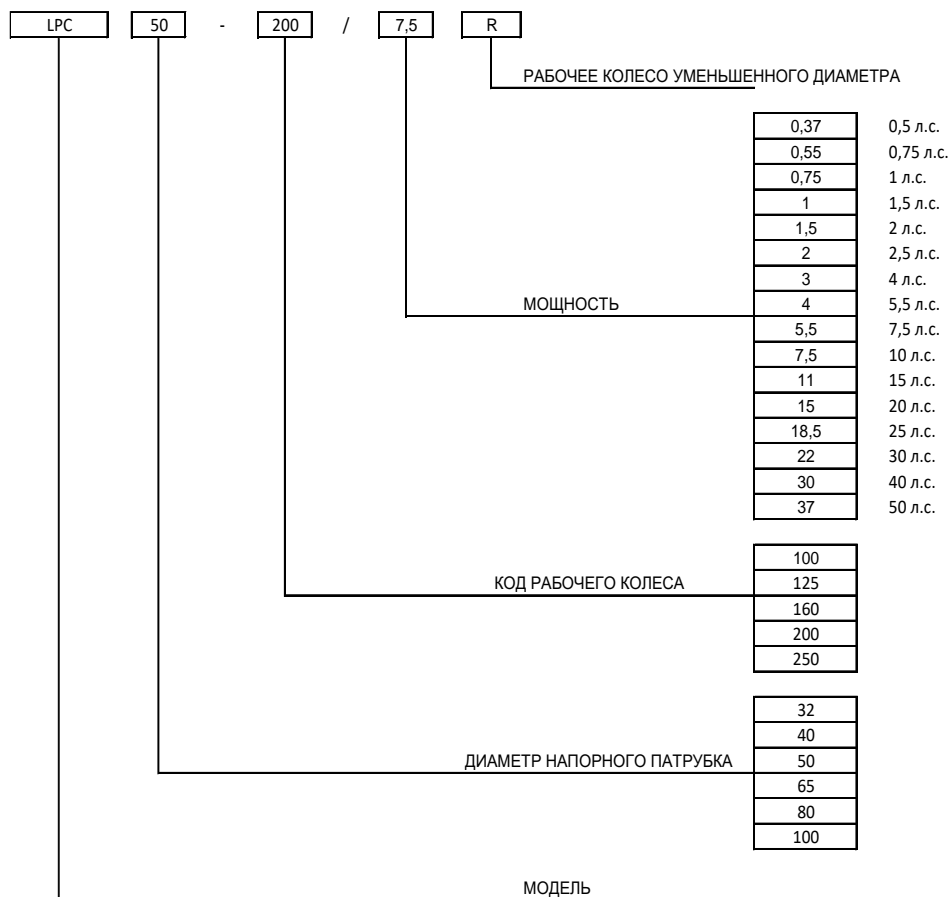 LPC 50 - 200 / 7,5 R
РАБОЧЕЕ КОЛЕСО УМЕНЬШЕННОГО ДИАМЕТРА
0,37 0,5 л.с.
0,55 0,75 л.с.
0,75 1 л.с.
1 1,5 л.с.
1,5 2 л.с.
2 2,5 л.с.
3 4 л.с.
МОЩНОСТЬ 4 5,5 л.с.
5,5 7,5 л.с.
7,5 10 л.с.
11 15 л.с.
15 20 л.с.
18,5 25 л.с.
22 30 л.с.
30 40 л.с.
37 50 л.с.
100
КОД РАБОЧЕГО КОЛЕСА 125
160
200
250
32
40
ДИАМЕТР НАПОРНОГО ПАТРУБКА 50
65
80
100
МОДЕЛЬ